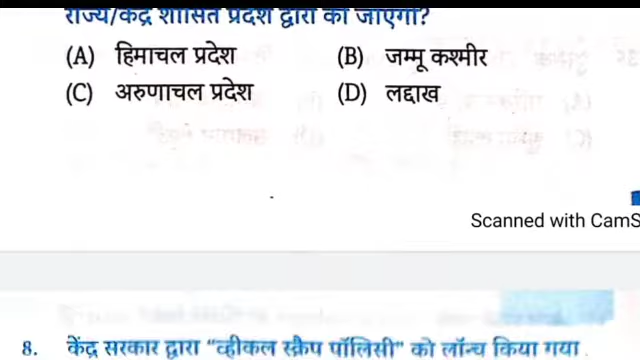 राज्य/केंद्र शासित प्रदेश द्वारा की जाएगी?
(A) हिमाचल प्रदेश (B) जम्मू कश्मीर
(C) अरुणाचल प्रदेश (D) लद्दाख
Scanned with CamS
8. केंद्र सरकार द्वारा “व्हीकल स्क्रैप पॉलिसी” को लॉन्च किया गया